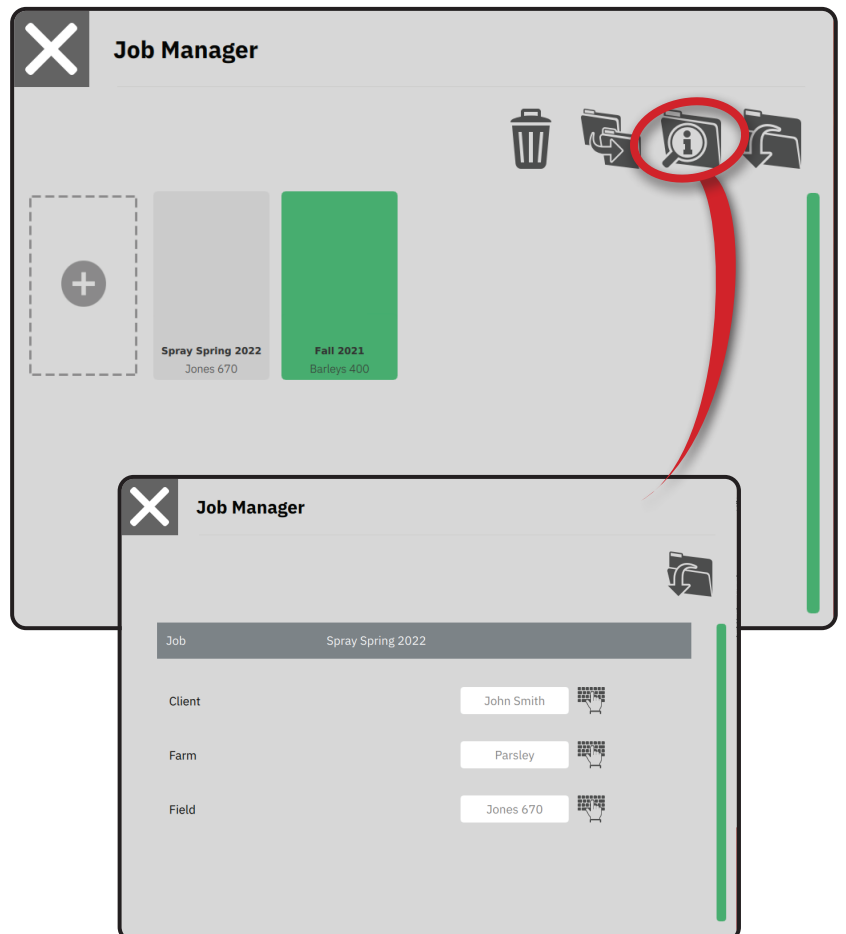 Job Manager
Spray Spring 2022
Jones 670
Fall 2021
Barleys 400
Job Manager
Job Spray Spring 2022
Client John Smith
Farm Parsley
Field Jones 670